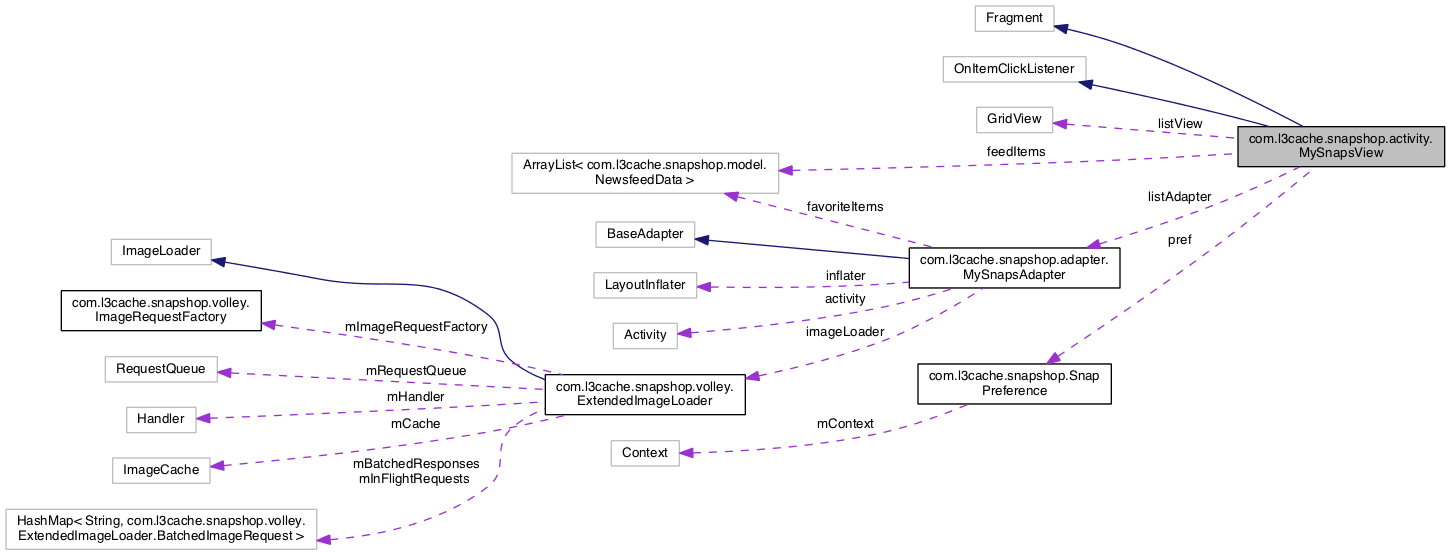 Fragment
OnItemClickListener
GridView
listView
com.l3cache.snapshop.activity.
MySnapsView
feedItems
ArrayList< com.l3cache.snapshop.model.
NewsfeedData >
favoriteItems
listAdapter
BaseAdapter
pref
com.l3cache.snapshop.adapter.
MySnapsAdapter
ImageLoader
LayoutInflater
inflater
activity
com.l3cache.snapshop.volley.
ImageRequestFactory
mImageRequestFactory
Activity
imageLoader
RequestQueue
mRequestQueue
com.l3cache.snapshop.volley.
ExtendedImageLoader
com.l3cache.snapshop.Snap
Preference
mHandler
Handler
mCache
mContext
Context
ImageCache
mBatchedResponses
mInFlightRequests
HashMap< String, com.l3cache.snapshop.volley.
ExtendedImageLoader.BatchedImageRequest >